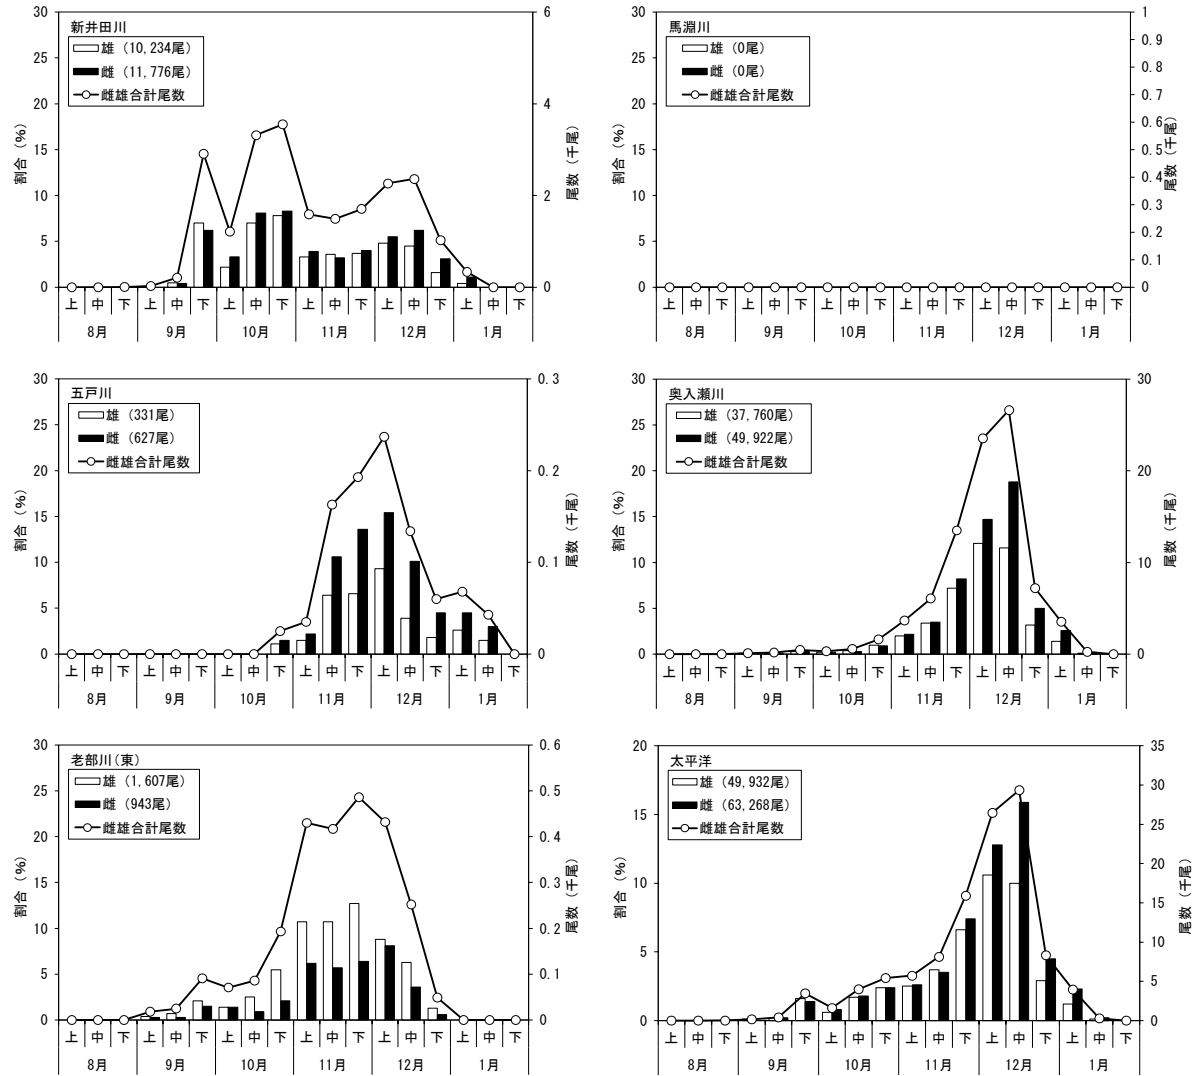 新井田川
雄（10,234尾）
雌（11,776尾）
雌雄合計尾数
割合（%）
30
25
20
15
10
5
0
尾数（千尾）
6
4
2
0
上 中 下 上 中 下 上 中 下 上 中 下 上 中 下 上 中 下
8月 9月 10月 11月 12月 1月
馬淵川
雄（0尾）
雌（0尾）
雌雄合計尾数
割合（%）
30
25
20
15
10
5
0
尾数（千尾）
1
0.9
0.8
0.7
0.6
0.5
0.4
0.3
0.2
0.1
0
上 中 下 上 中 下 上 中 下 上 中 下 上 中 下 上 中 下
8月 9月 10月 11月 12月 1月
五戸川
雄（331尾）
雌（627尾）
雌雄合計尾数
割合（%）
30
25
20
15
10
5
0
尾数（千尾）
0.3
0.2
0.1
0
上 中 下 上 中 下 上 中 下 上 中 下 上 中 下 上 中 下
8月 9月 10月 11月 12月 1月
奥入瀬川
雄（37,760尾）
雌（49,922尾）
雌雄合計尾数
割合（%）
30
25
20
15
10
5
0
尾数（千尾）
30
20
10
0
上 中 下 上 中 下 上 中 下 上 中 下 上 中 下 上 中 下
8月 9月 10月 11月 12月 1月
老部川(東)
雄（1,607尾）
雌（943尾）
雌雄合計尾数
割合（%）
30
25
20
15
10
5
0
尾数（千尾）
0.6
0.5
0.4
0.3
0.2
0.1
0
上 中 下 上 中 下 上 中 下 上 中 下 上 中 下 上 中 下
8月 9月 10月 11月 12月 1月
太平洋
雄（49,932尾）
雌（63,268尾）
雌雄合計尾数
割合（%）
20
15
10
5
0
尾数（千尾）
35
30
25
20
15
10
5
0
上 中 下 上 中 下 上 中 下 上 中 下 上 中 下 上 中 下
8月 9月 10月 11月 12月 1月